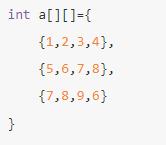 int a[][]={
    {1,2,3,4},
    {5,6,7,8},
    {7,8,9,6}
}